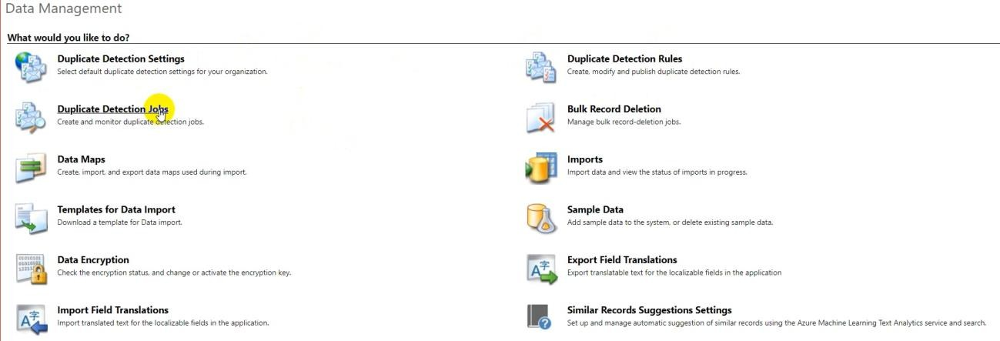 Data Management
What would you like to do?
Duplicate Detection Settings
Select default duplicate detection settings for your organization.
Duplicate Detection Rules
Create, modify and publish duplicate detection rules.
Duplicate Detection Jobs
Create and monitor duplicate detection jobs.
Bulk Record Deletion
Manage bulk record-deletion jobs.
Data Maps
Create, import, and export data maps used during import.
Imports
Import data and view the status of imports in progress.
Templates for Data Import
Download a template for Data import.
Sample Data
Add sample data to the system, or delete existing sample data.
Data Encryption
Check the encryption status, and change or activate the encryption key.
Export Field Translations
Export translatable text for the localizable fields in the application
Import Field Translations
Import translated text for the localizable fields in the application.
Similar Records Suggestions Settings
Set up and manage automatic suggestion of similar records using the Azure Machine Learning Text Analytics service and search.